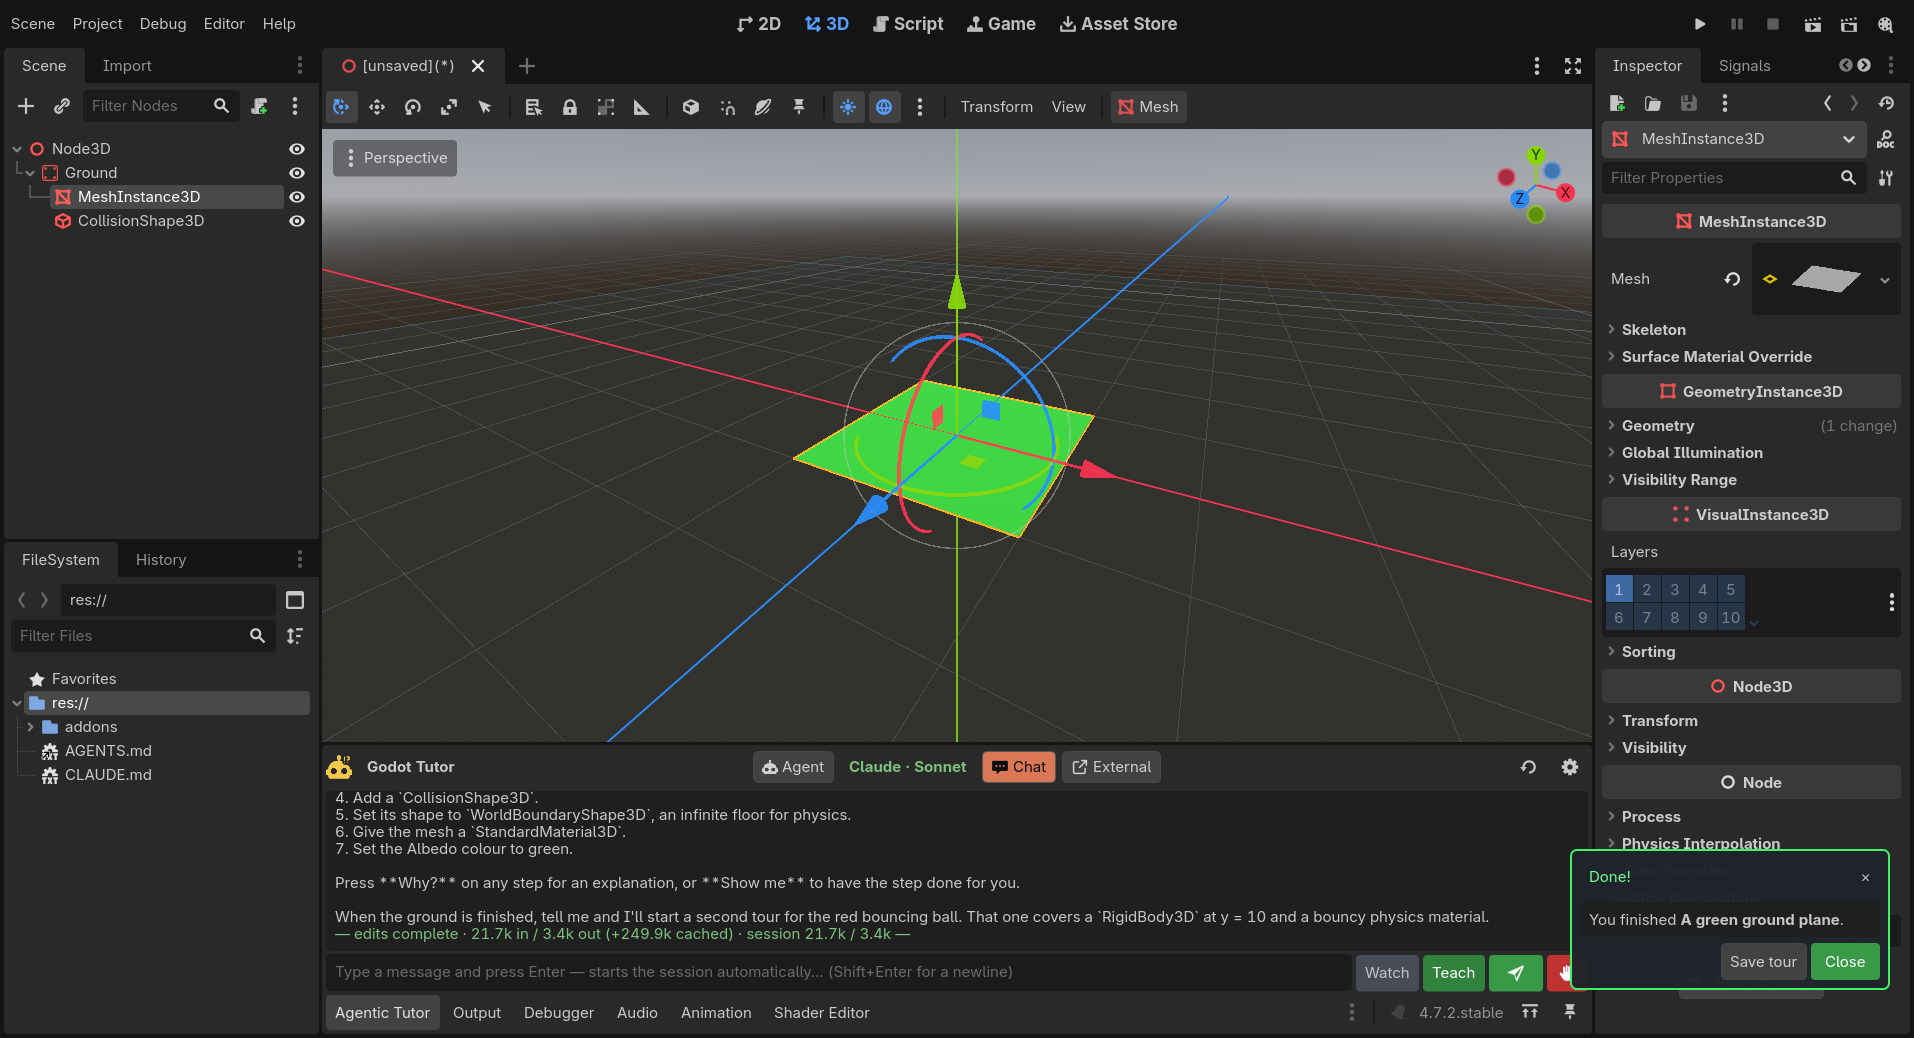 Scene Project Debug Editor Help
2D 3D Script Game Asset Store
Scene Import
[unsaved](*)
Inspector Signals
Filter Nodes
Transform View Mesh
Node3D
Ground
MeshInstance3D
CollisionShape3D
Perspective
Y
X
Z
MeshInstance3D
Filter Properties
MeshInstance3D
Mesh
Skeleton
Surface Material Override
GeometryInstance3D
Geometry (1 change)
Global Illumination
Visibility Range
VisualInstance3D
Layers
1 2 3 4 5
6 7 8 9 10
Sorting
Node3D
Transform
Visibility
Node
Process
Physics Interpolation
FileSystem History
res://
Filter Files
Favorites
res://
addons
AGENTS.md
CLAUDE.md
Godot Tutor Agent Claude · Sonnet Chat External
4. Add a `CollisionShape3D`.
5. Set its shape to `WorldBoundaryShape3D`, an infinite floor for physics.
6. Give the mesh a `StandardMaterial3D`.
7. Set the Albedo colour to green.
Press **Why?** on any step for an explanation, or **Show me** to have the step done for you.
When the ground is finished, tell me and I'll start a second tour for the red bouncing ball. That one covers a `RigidBody3D` at y = 10 and a bouncy physics material.
— edits complete · 21.7k in / 3.4k out (+249.9k cached) · session 21.7k / 3.4k —
Type a message and press Enter — starts the session automatically... (Shift+Enter for a newline)
Watch Teach
Done! ×
You finished A green ground plane.
Save tour Close
Agentic Tutor Output Debugger Audio Animation Shader Editor
4.7.2.stable